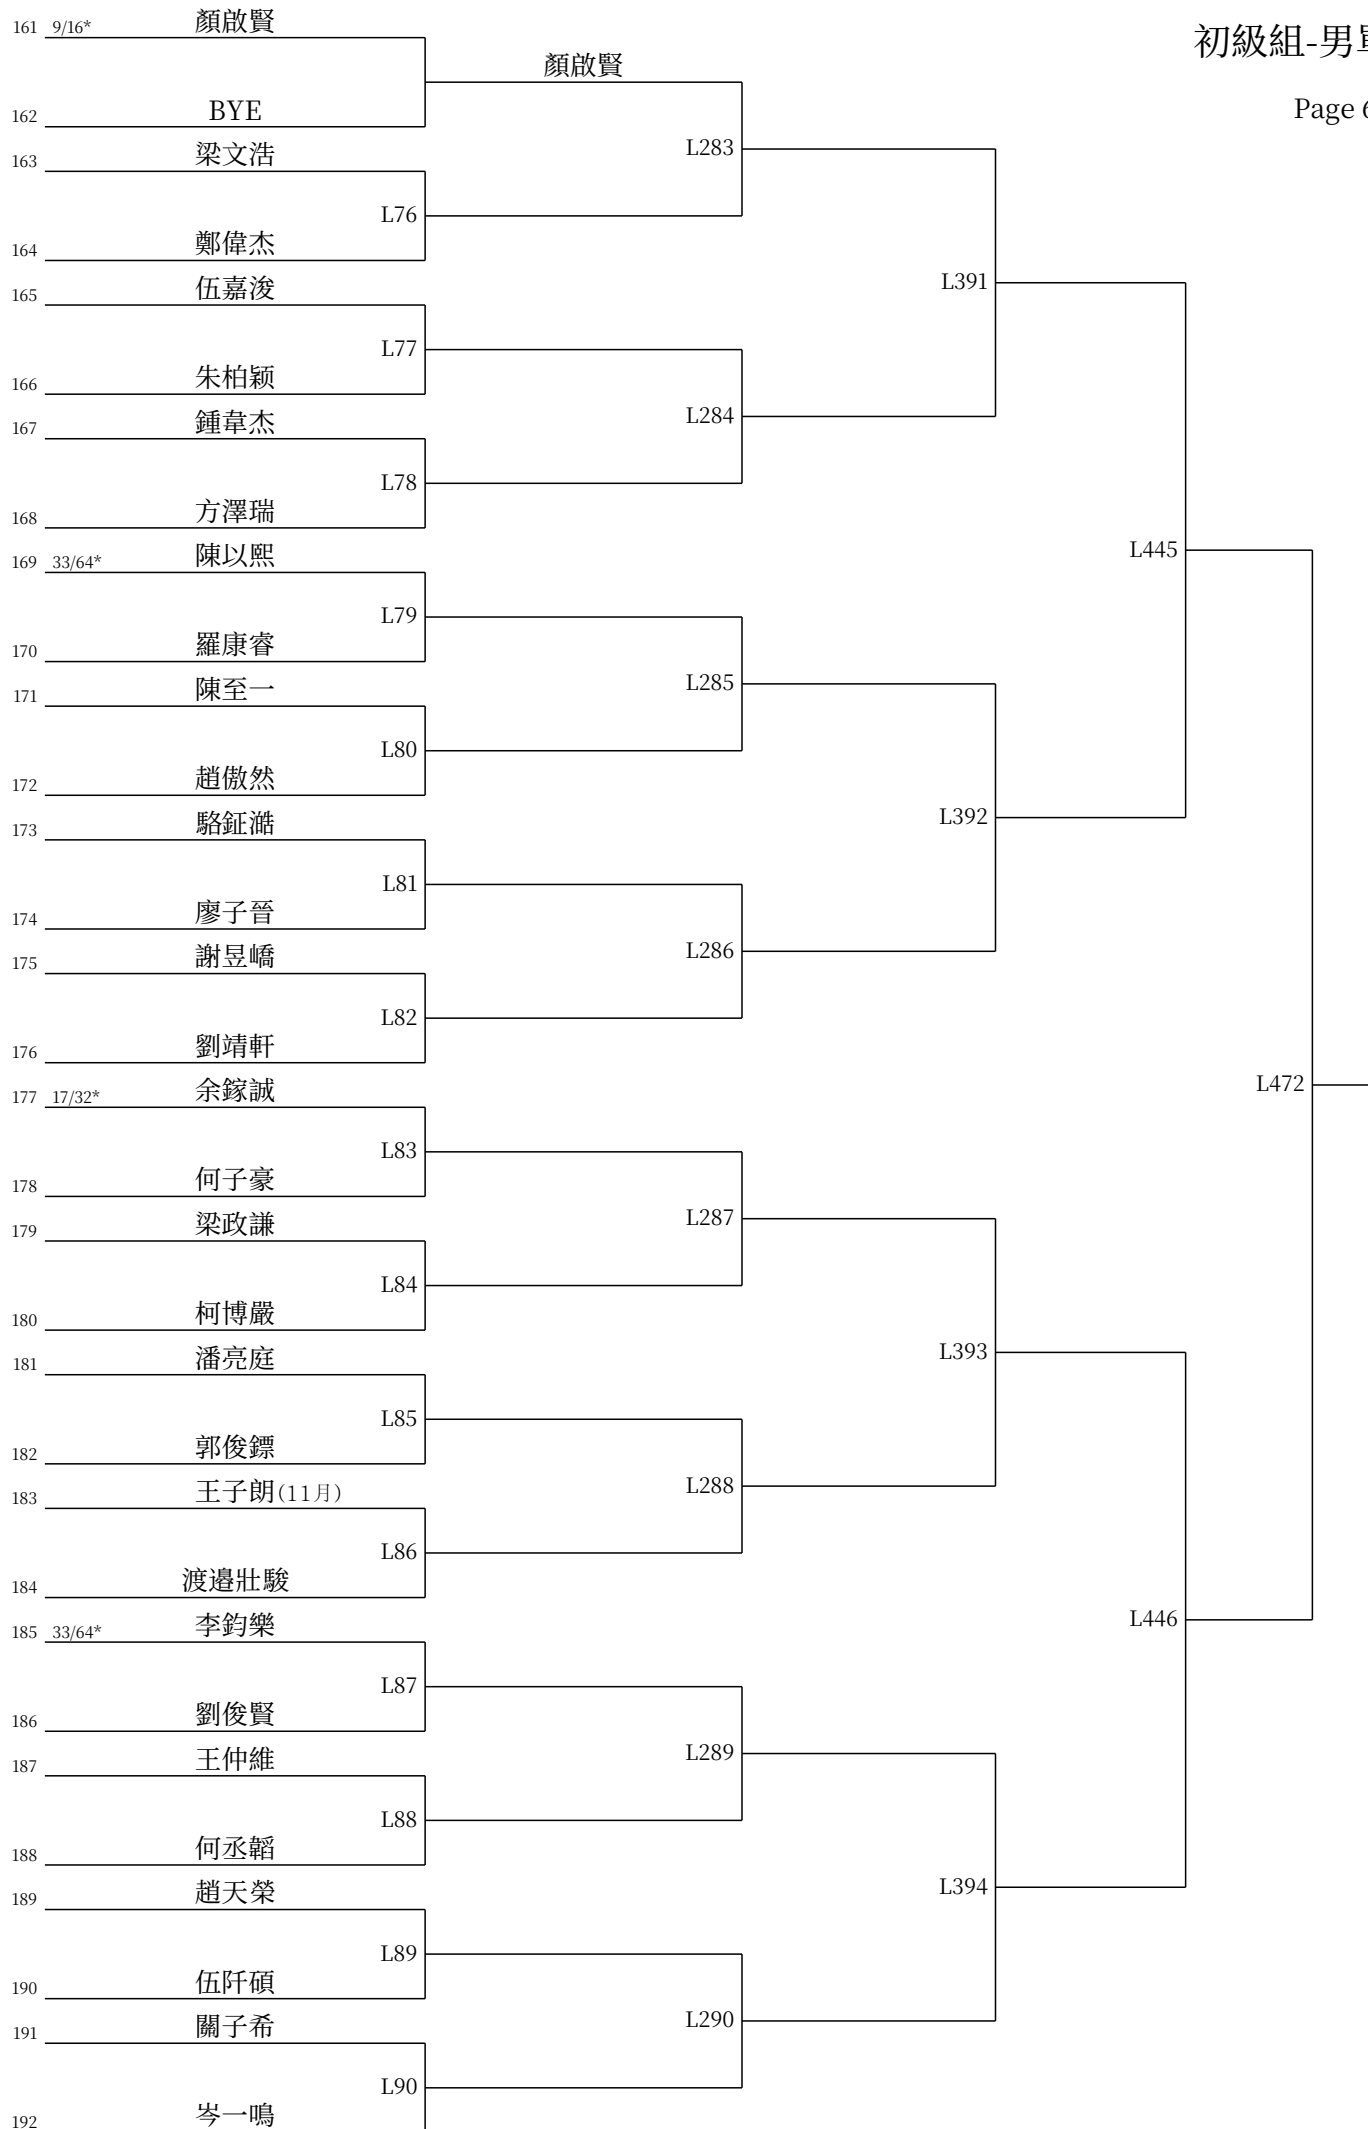 初級組-男單
Page 6
161 9/16* 顏啟賢
顏啟賢
162 BYE
L283
163 梁文浩
L76
164 鄭偉杰
L391
165 伍嘉浚
L77
166 朱柏颖
L284
167 鍾韋杰
L78
168 方澤瑞
L445
169 33/64* 陳以熙
L79
170 羅康睿
L285
171 陳至一
L80
172 趙傲然
L392
173 駱鉦澔
L81
174 廖子晉
L286
175 謝昱嶠
L82
176 劉靖軒
L472
177 17/32* 余鎵誠
L83
178 何子豪
L287
179 梁政謙
L84
180 柯博嚴
L393
181 潘亮庭
L85
182 郭俊鏢
L288
183 王子朗(11月)
L86
184 渡邉壯駿
L446
185 33/64* 李鈞樂
L87
186 劉俊賢
L289
187 王仲維
L88
188 何丞韜
L394
189 趙天榮
L89
190 伍阡碩
L290
191 關子希
L90
192 岑一鳴